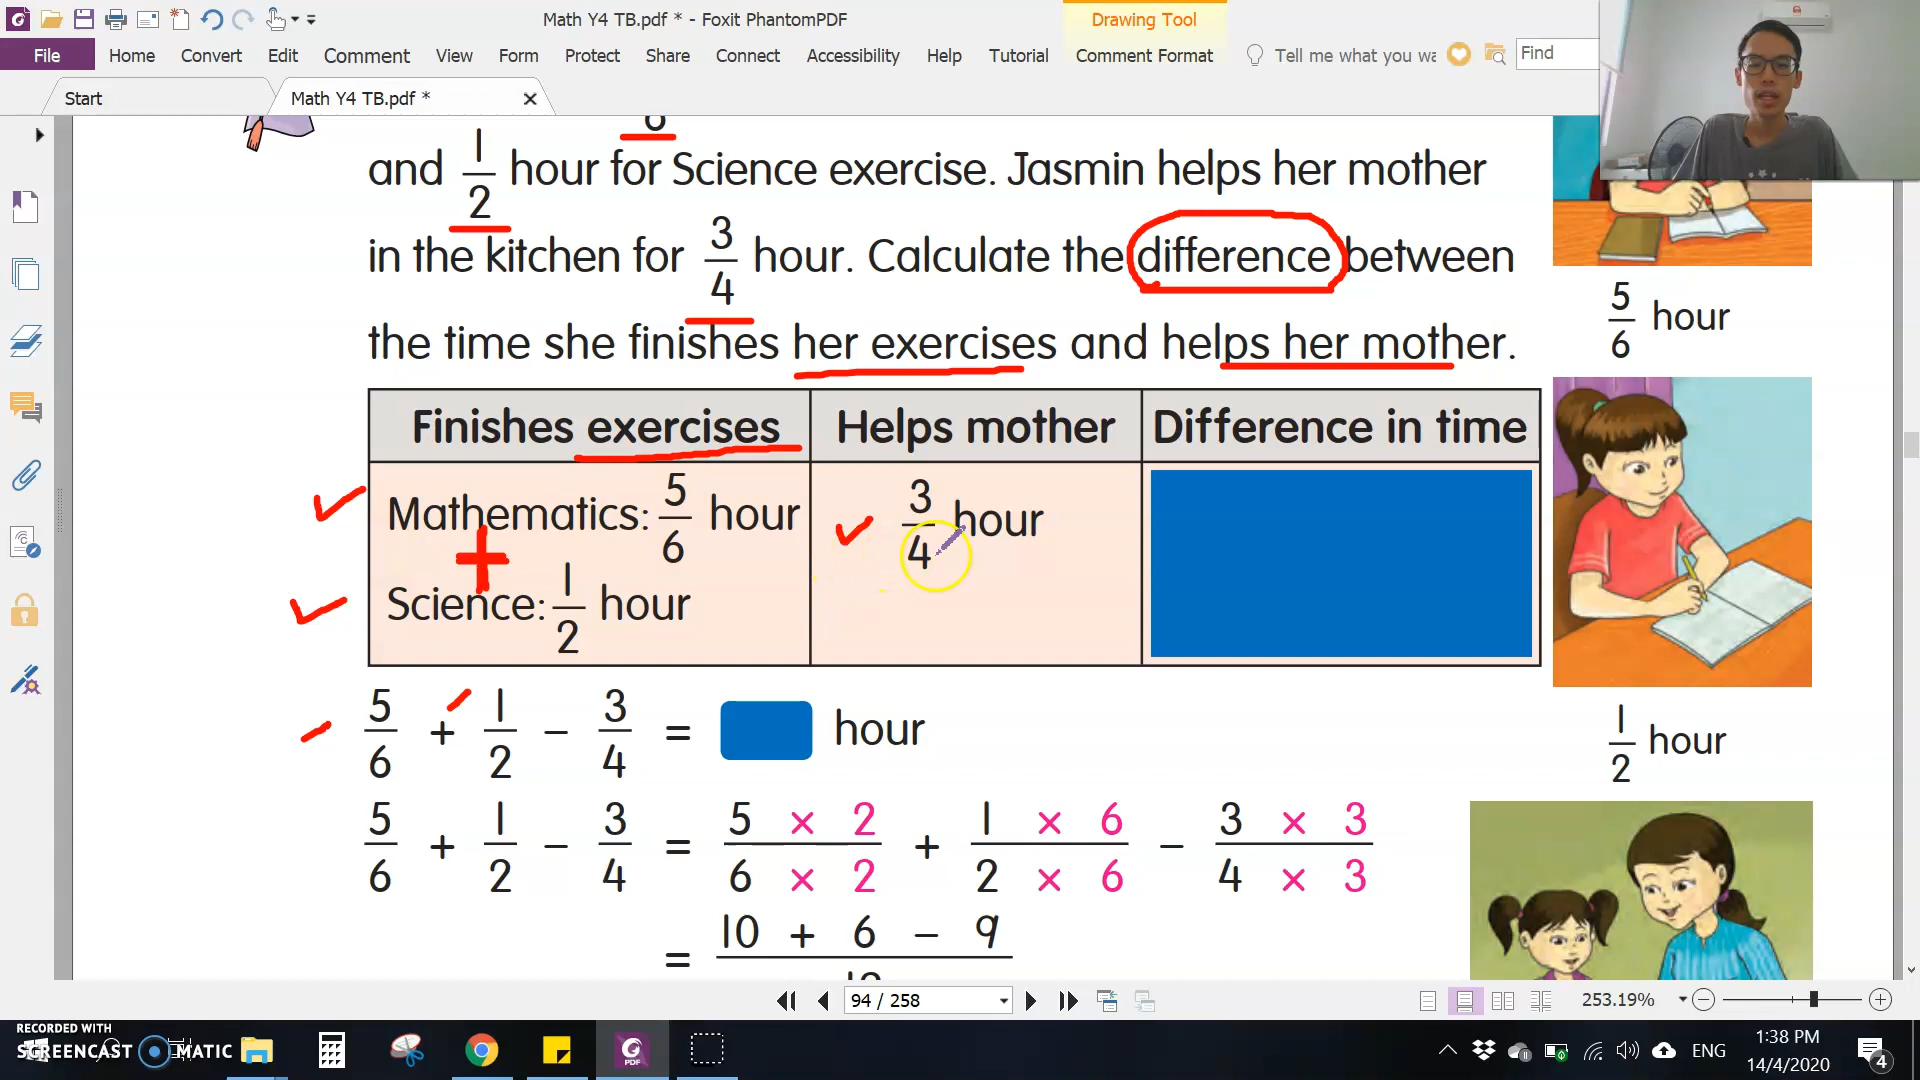 Math Y4 TB.pdf * - Foxit PhantomPDF
Drawing Tool
File Home Convert Edit Comment View Form Protect Share Connect Accessibility Help Tutorial Comment Format Tell me what you Find
Start
Math Y4 TB.pdf *
and 1/2 hour for Science exercise. Jasmin helps her mother
in the kitchen for 3/4 hour. Calculate the difference between
the time she finishes her exercises and helps her mother.
5/6 hour
Finishes exercises Helps mother Difference in time
Mathematics: 5/6 hour 3/4 hour
+
Science: 1/2 hour
5/6 + 1/2 - 3/4 = hour
1/2 hour
5/6 + 1/2 - 3/4 = 5 × 2/6 × 2 + 1 × 6/2 × 6 - 3 × 3/4 × 3
= 10 + 6 - 9
94 / 258
253.19%
RECORDED WITH
SCREENCAST MATIC
PDF
ENG
1:38 PM
14/4/2020
4